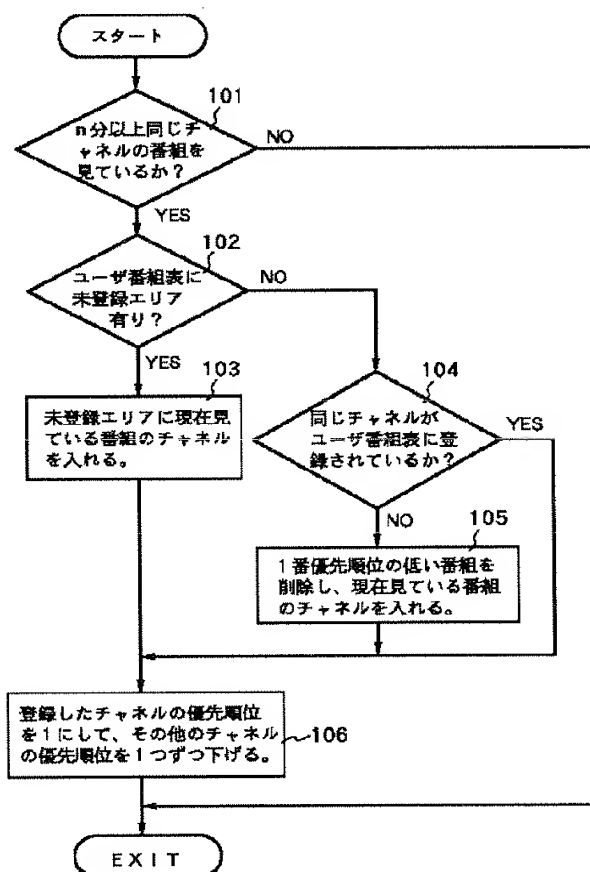 スタート
101
n分以上同じチ
ャネルの番組を
見ているか？
NO
YES
102
ユーザ番組表に
未登録エリア
有り？
NO
YES
103
未登録エリアに現在見
ている番組のチャネル
を入れる。
104
同じチャネルが
ユーザ番組表に登
録されているか？
YES
NO
105
1番優先順位の低い番組を
削除し、現在見ている番組
のチャネルを入れる。
登録したチャネルの優先順位
を1にして、その他のチャネル
の優先順位を1つずつ下げる。
106
EXIT